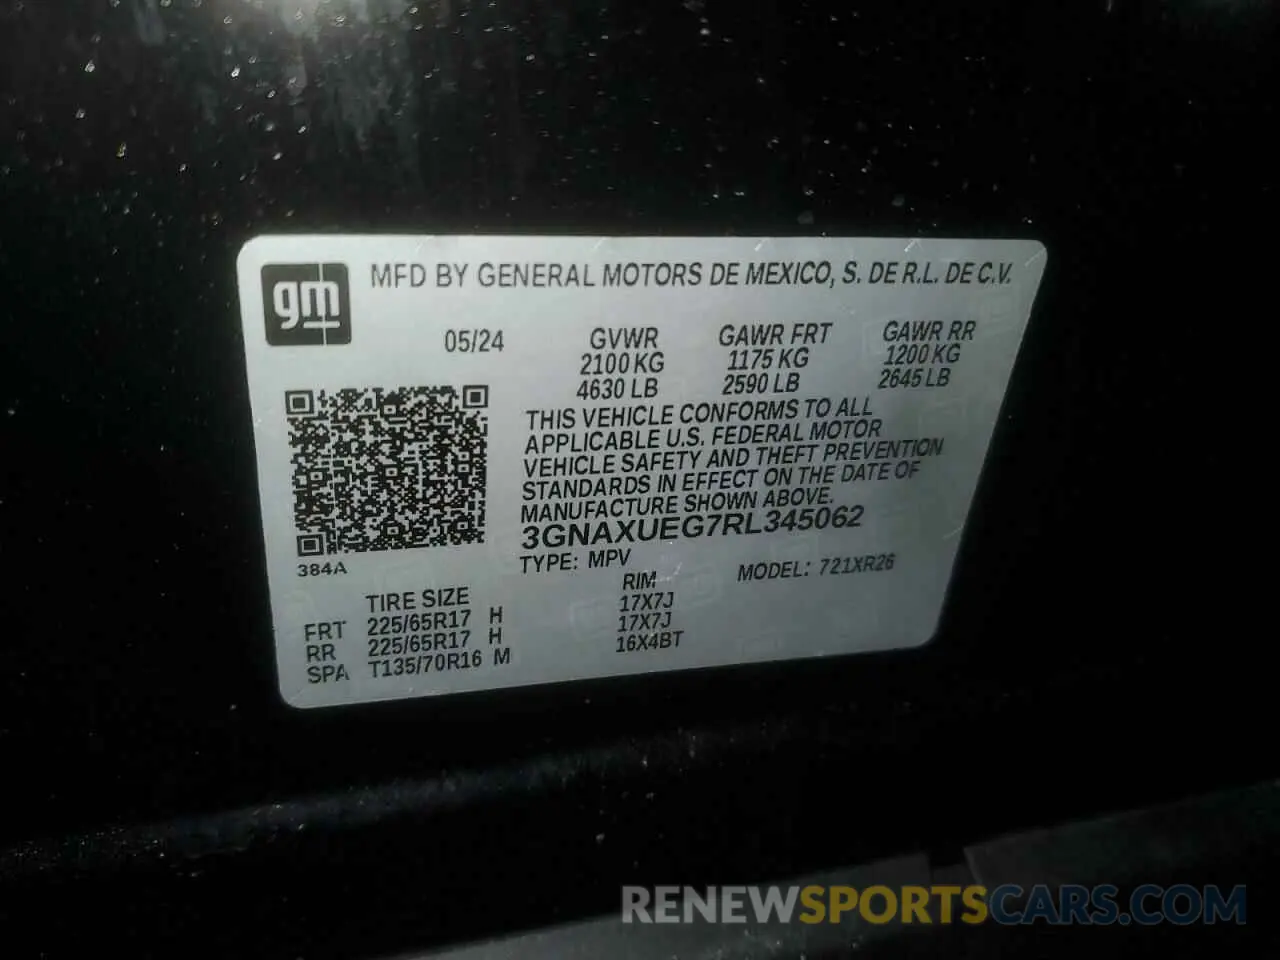 gm
MFD BY GENERAL MOTORS DE MEXICO, S. DE R.L. DE C.V.
05/24 GVWR GAWR FRT GAWR RR
2100 KG 1175 KG 1200 KG
4630 LB 2590 LB 2645 LB
THIS VEHICLE CONFORMS TO ALL
APPLICABLE U.S. FEDERAL MOTOR
VEHICLE SAFETY AND THEFT PREVENTION
STANDARDS IN EFFECT ON THE DATE OF
MANUFACTURE SHOWN ABOVE.
3GNAXUEG7RL345062
384A
TYPE: MPV MODEL: 721XR26
TIRE SIZE RIM
FRT 225/65R17 H 17X7J
RR 225/65R17 H 17X7J
SPA T135/70R16 M 16X4BT
RENEWSPORTSCARS.COM